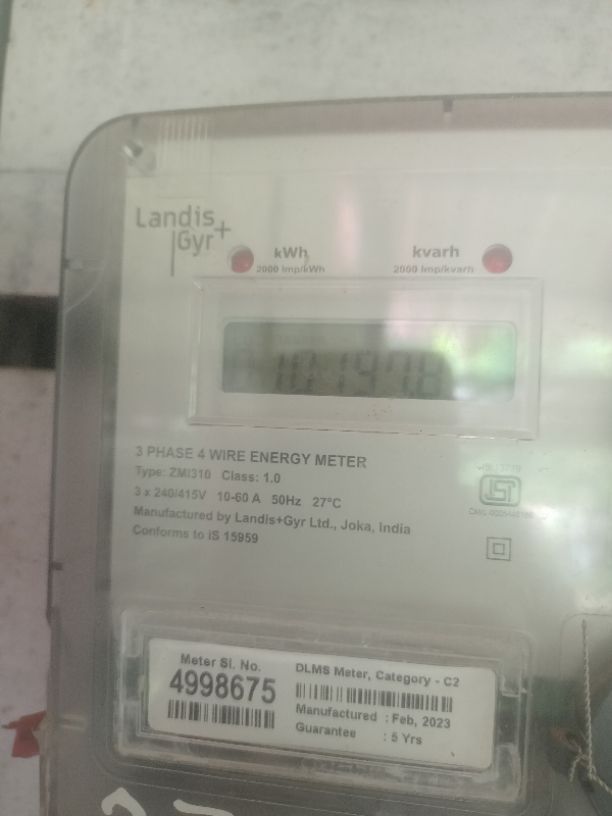 Landis+
Gyr
kWh
2000 Imp/kWh
kvarh
2000 Imp/kvarh
3 PHASE 4 WIRE ENERGY METER
Type: ZMI310 Class: 1.0
3 x 240/415V 10-60 A 50Hz 27°C
Manufactured by Landis+Gyr Ltd., Joka, India
Conforms to IS 15959
Meter Sl. No.
4998675
DLMS Meter, Category - C2
Manufactured : Feb, 2023
Guarantee : 5 Yrs